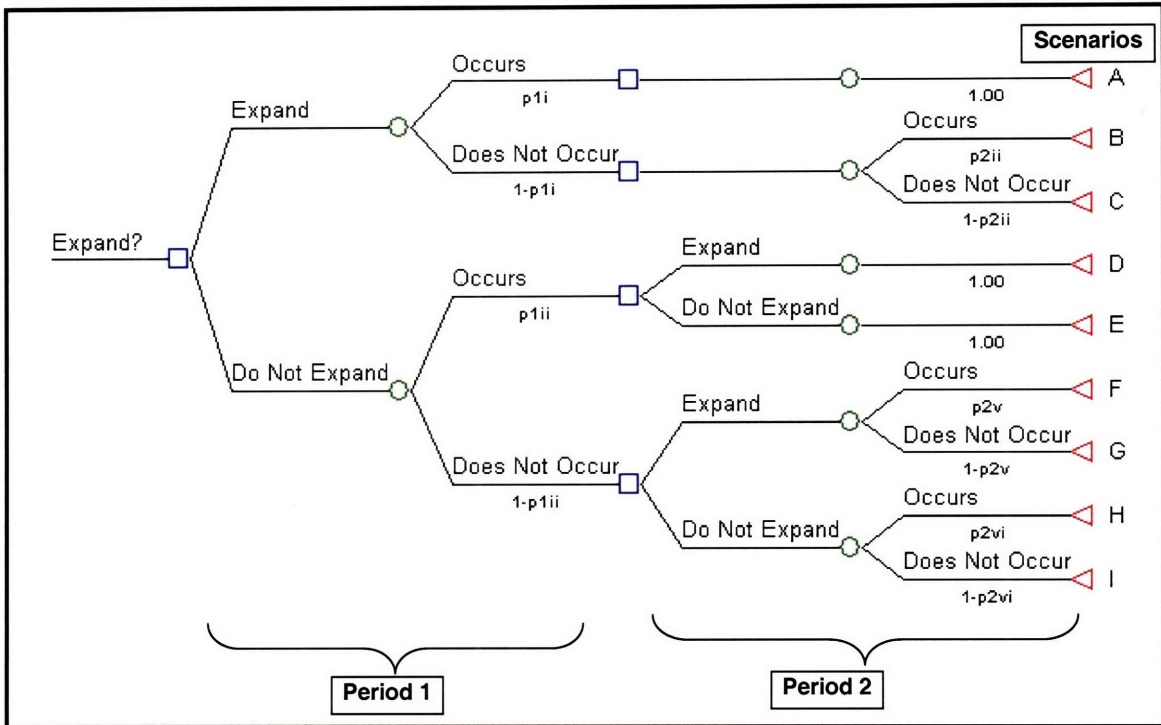 Scenarios
Occurs
p1i
1.00
A
Expand
Occurs
p2ii
B
Does Not Occur
1-p1i
Does Not Occur
1-p2ii
C
Expand?
Expand
1.00
D
Occurs
p1ii
Do Not Expand
1.00
E
Do Not Expand
Occurs
p2v
F
Expand
Does Not Occur
1-p2v
G
Does Not Occur
1-p1ii
Occurs
p2vi
H
Do Not Expand
Does Not Occur
1-p2vi
I
Period 1
Period 2